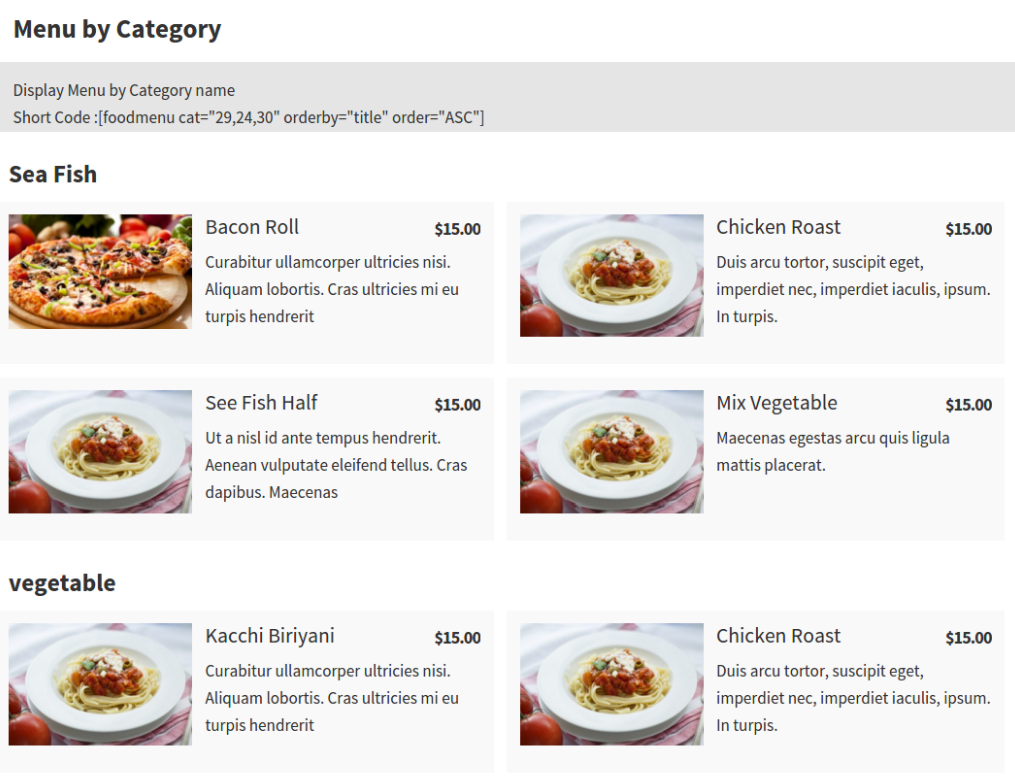 Menu by Category
Display Menu by Category name
Short Code :[foodmenu cat="29,24,30" orderby="title" order="ASC"]
Sea Fish
Bacon Roll $15.00
Curabitur ullamcorper ultricies nisi.
Aliquam lobortis. Cras ultricies mi eu
turpis hendrerit
Chicken Roast $15.00
Duis arcu tortor, suscipit eget,
imperdiet nec, imperdiet iaculis, ipsum.
In turpis.
See Fish Half $15.00
Ut a nisl id ante tempus hendrerit.
Aenean vulputate eleifend tellus. Cras
dapibus. Maecenas
Mix Vegetable $15.00
Maecenas egestas arcu quis ligula
mattis placerat.
vegetable
Kacchi Biriyani $15.00
Curabitur ullamcorper ultricies nisi.
Aliquam lobortis. Cras ultricies mi eu
turpis hendrerit
Chicken Roast $15.00
Duis arcu tortor, suscipit eget,
imperdiet nec, imperdiet iaculis, ipsum.
In turpis.